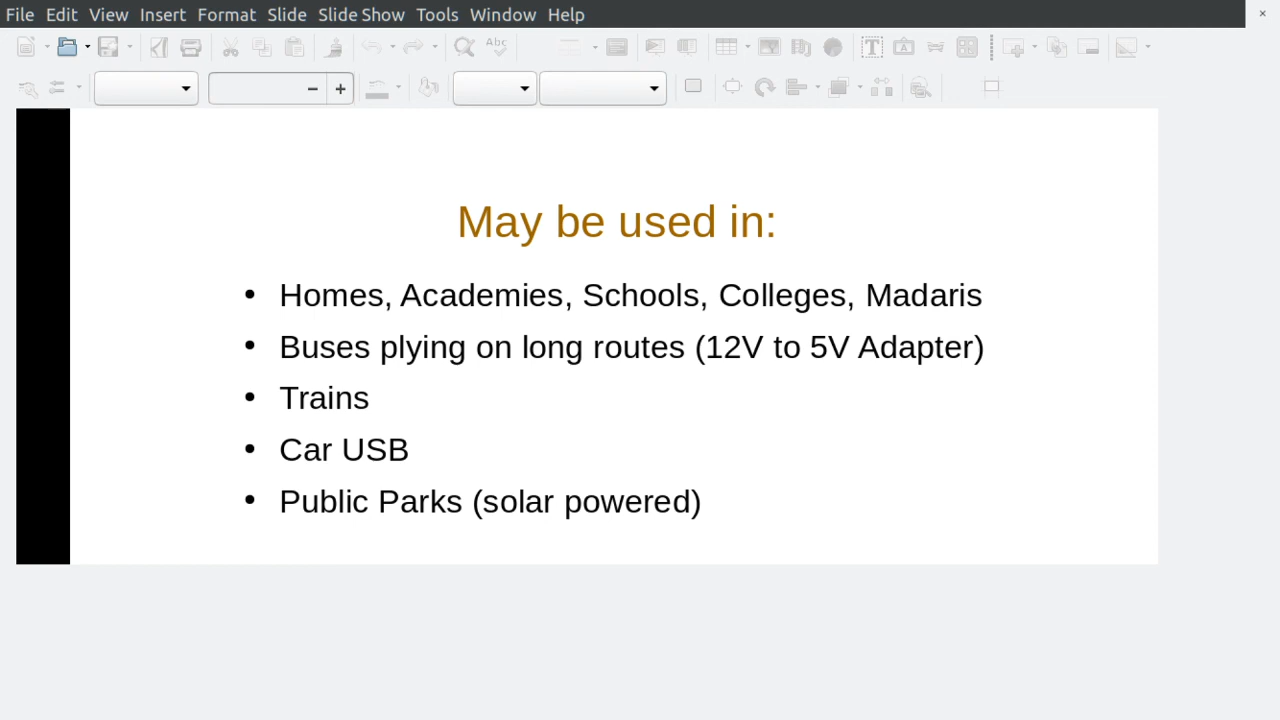 File Edit View Insert Format Slide Slide Show Tools Window Help
Abc
May be used in:
• Homes, Academies, Schools, Colleges, Madaris
• Buses plying on long routes (12V to 5V Adapter)
• Trains
• Car USB
• Public Parks (solar powered)